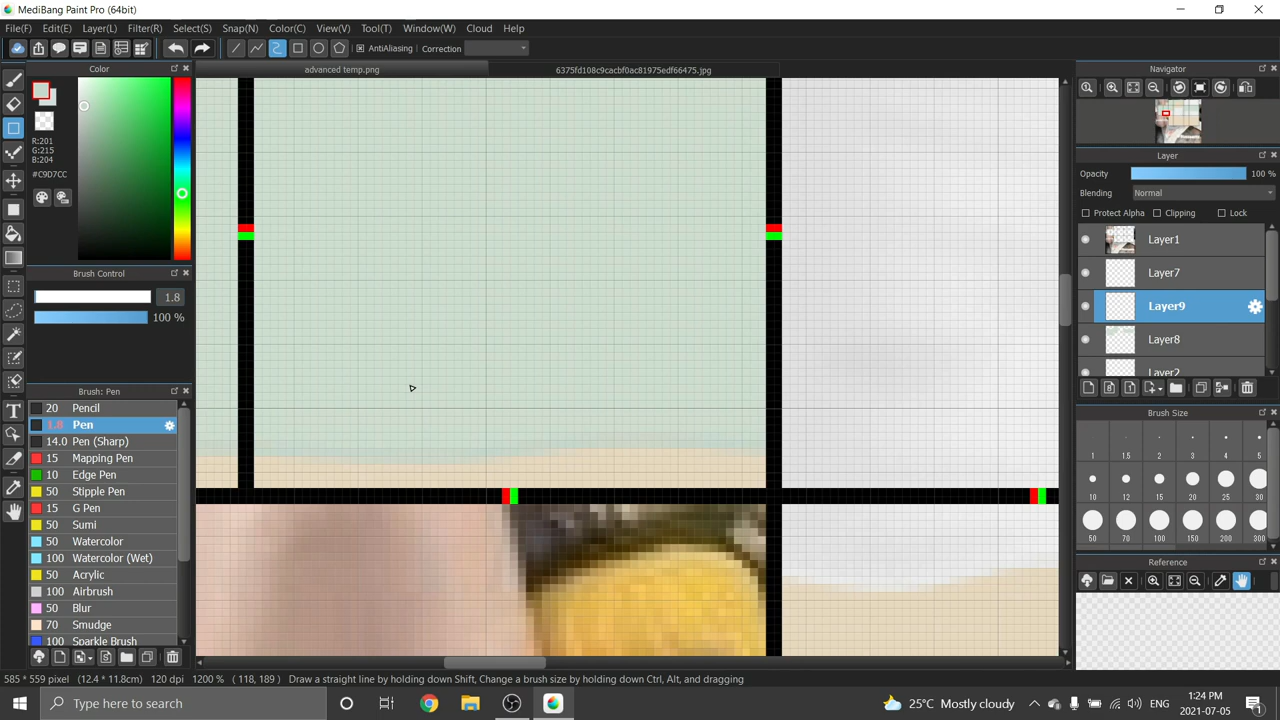 MediBang Paint Pro (64bit)
File(F) Edit(E) Layer(L) Filter(R) Select(S) Snap(N) Color(C) View(V) Tool(T) Window(W) Cloud Help
AntiAliasing Correction
advanced temp.png 6375fd108c9cacbf0ac81975edf66475.jpg
Color
R:201
G:215
B:204
#C9D7CC
Brush Control
1.8
100 %
Brush: Pen
20 Pencil
1.8 Pen
14.0 Pen (Sharp)
15 Mapping Pen
10 Edge Pen
50 Stipple Pen
15 G Pen
50 Sumi
50 Watercolor
100 Watercolor (Wet)
50 Acrylic
100 Airbrush
50 Blur
70 Smudge
100 Sparkle Brush
Navigator
Layer
Opacity 100 %
Blending Normal
Protect Alpha Clipping Lock
Layer1
Layer7
Layer9
Layer8
Layer2
Brush Size
1 1.5 2 3 4 5
10 12 15 20 25 30
50 70 100 150 200 300
Reference
585 * 559 pixel (12.4 * 11.8cm) 120 dpi 1200 % ( 118, 189 ) Draw a straight line by holding down Shift, Change a brush size by holding down Ctrl, Alt, and dragging
Type here to search
25°C Mostly cloudy
ENG
1:24 PM
2021-07-05
1